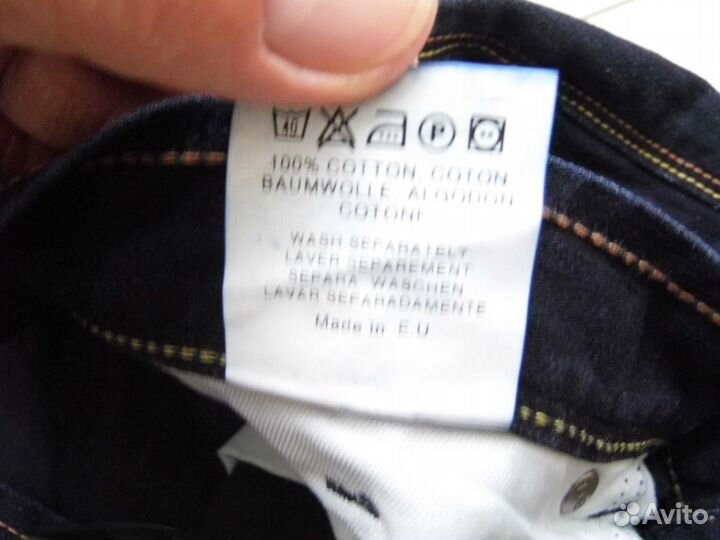 40 P
100% COTTON, COTON
BAUMWOLLE, ALGODON
COTONE
WASH SEPARATELY
LAVER SEPAREMENT
SEPARA WASCHEN
LAVAR SEPARADAMENTE
Made in E.U.
Avito